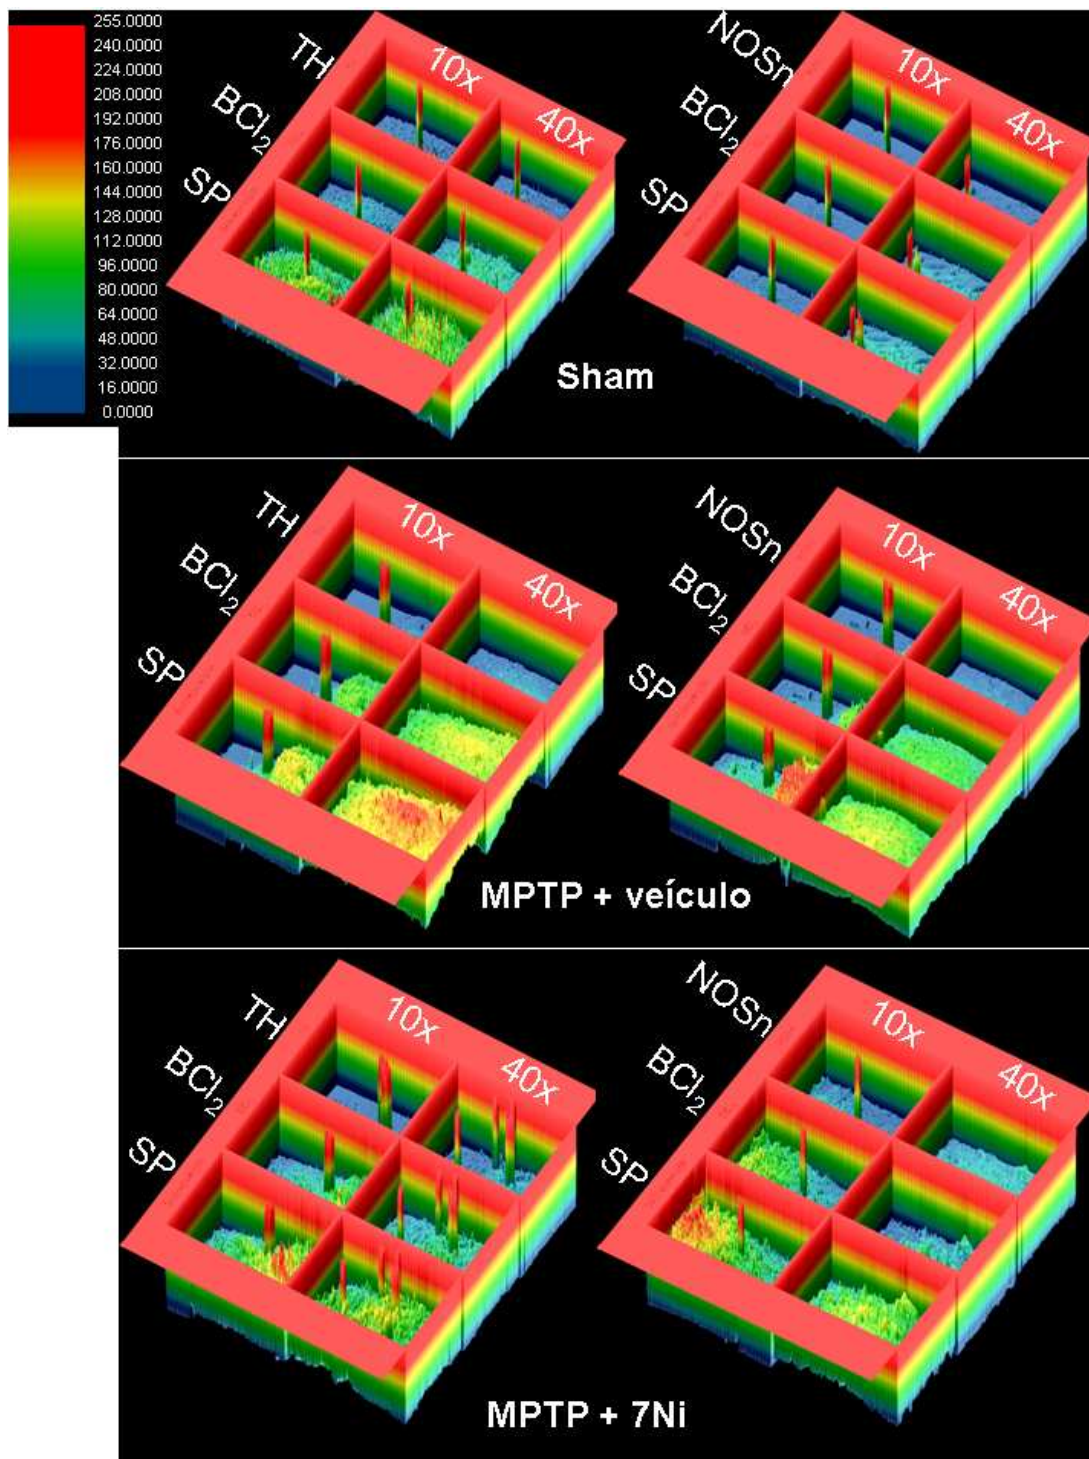 255.0000
240.0000
224.0000
208.0000
192.0000
176.0000
160.0000
144.0000
128.0000
112.0000
96.0000
80.0000
64.0000
48.0000
32.0000
16.0000
0.0000
TH
BCl₂
SP
10x
40x
NOSn
BCl₂
SP
10x
40x
Sham
TH
BCl₂
SP
10x
40x
NOSn
BCl₂
SP
10x
40x
MPTP + veículo
TH
BCl₂
SP
10x
40x
NOSn
BCl₂
SP
10x
40x
MPTP + 7Ni